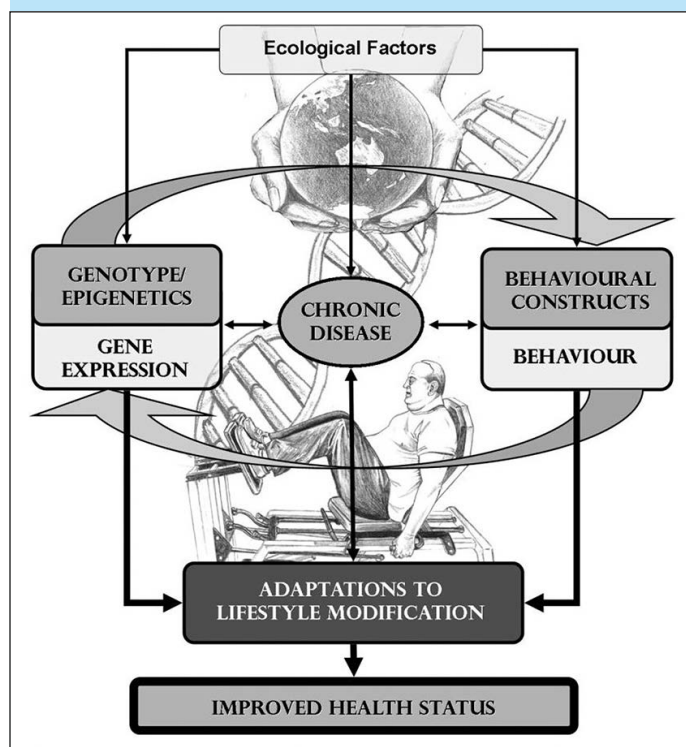 Ecological Factors
GENOTYPE/
EPIGENETICS
GENE
EXPRESSION
CHRONIC
DISEASE
BEHAVIOURAL
CONSTRUCTS
BEHAVIOUR
ADAPTATIONS TO
LIFESTYLE MODIFICATION
IMPROVED HEALTH STATUS